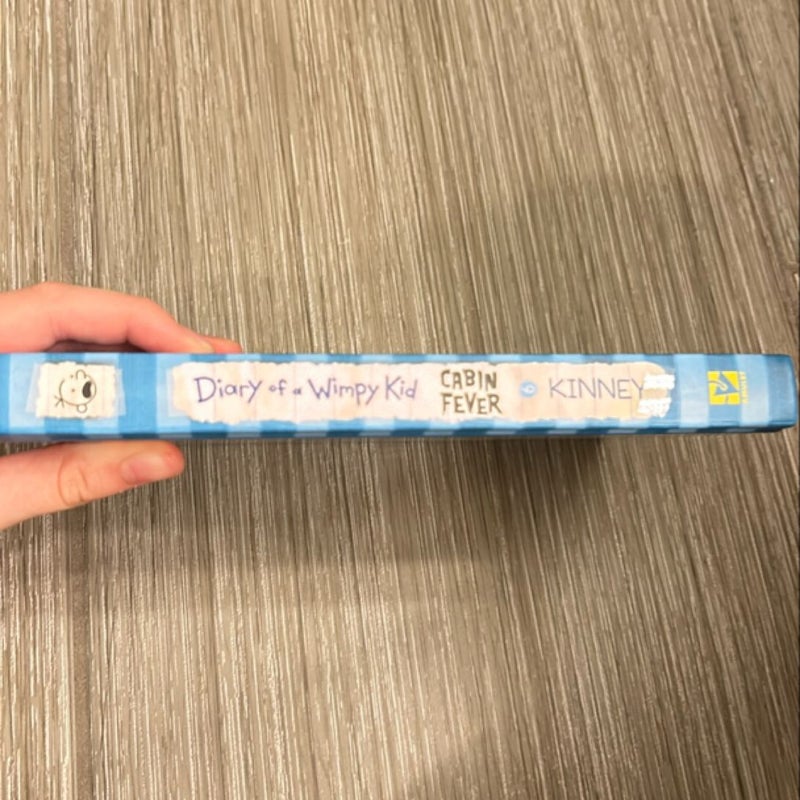 Diary of a Wimpy Kid
CABIN
FEVER
6
KINNEY